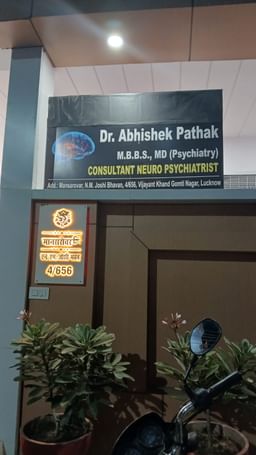 Dr. Abhishek Pathak
M.B.B.S., MD (Psychiatry)
CONSULTANT NEURO PSYCHIATRIST
Add.: Mansarovar, N.M. Joshi Bhavan, 4/656, Vijayant Khand Gomti Nagar, Lucknow
मानसरोवर
एन. एम. जोशी भवन
4/656